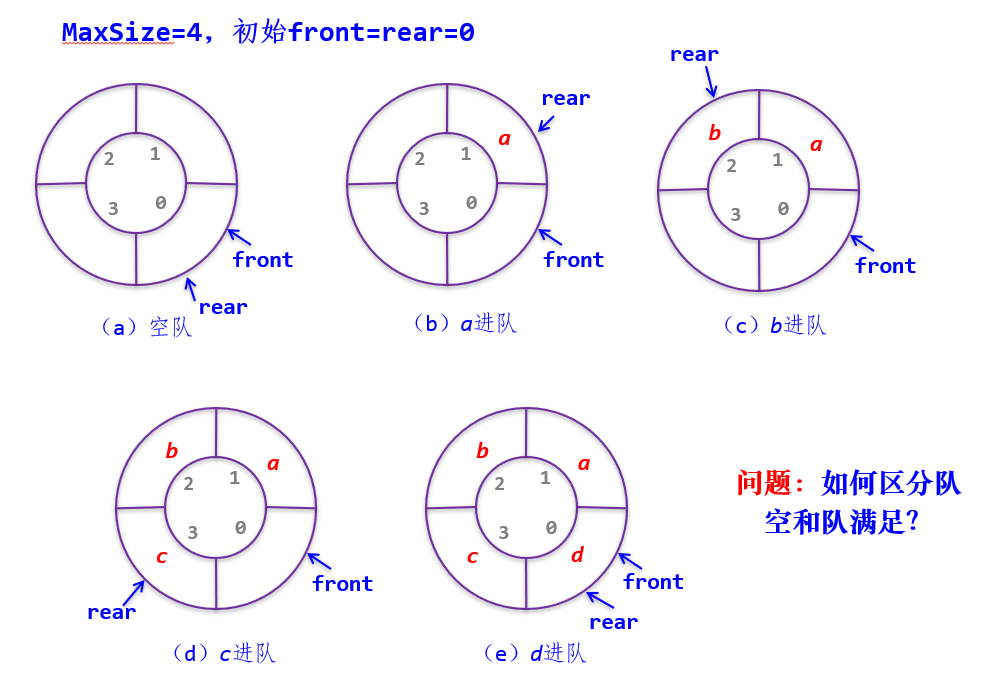 MaxSize=4，初始front=rear=0
2 1
3 0
front
rear
（a）空队
a
2 1
3 0
rear
front
（b）a进队
rear
b a
2 1
3 0
front
（c）b进队
b a
2 1
3 0
c
front
rear
（d）c进队
b a
2 1
3 0
c d
front
rear
（e）d进队
问题：如何区分队
空和队满足？